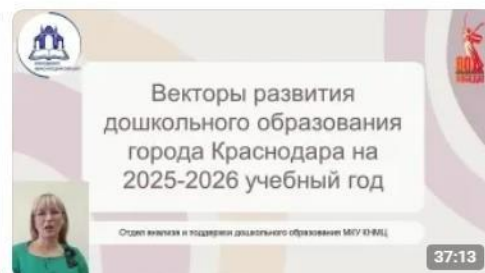 Векторы развития
дошкольного образования
города Краснодара на
2025-2026 учебный год
Отдел анализа и поддержки дошкольного образования МКУ КНМЦ
37:13